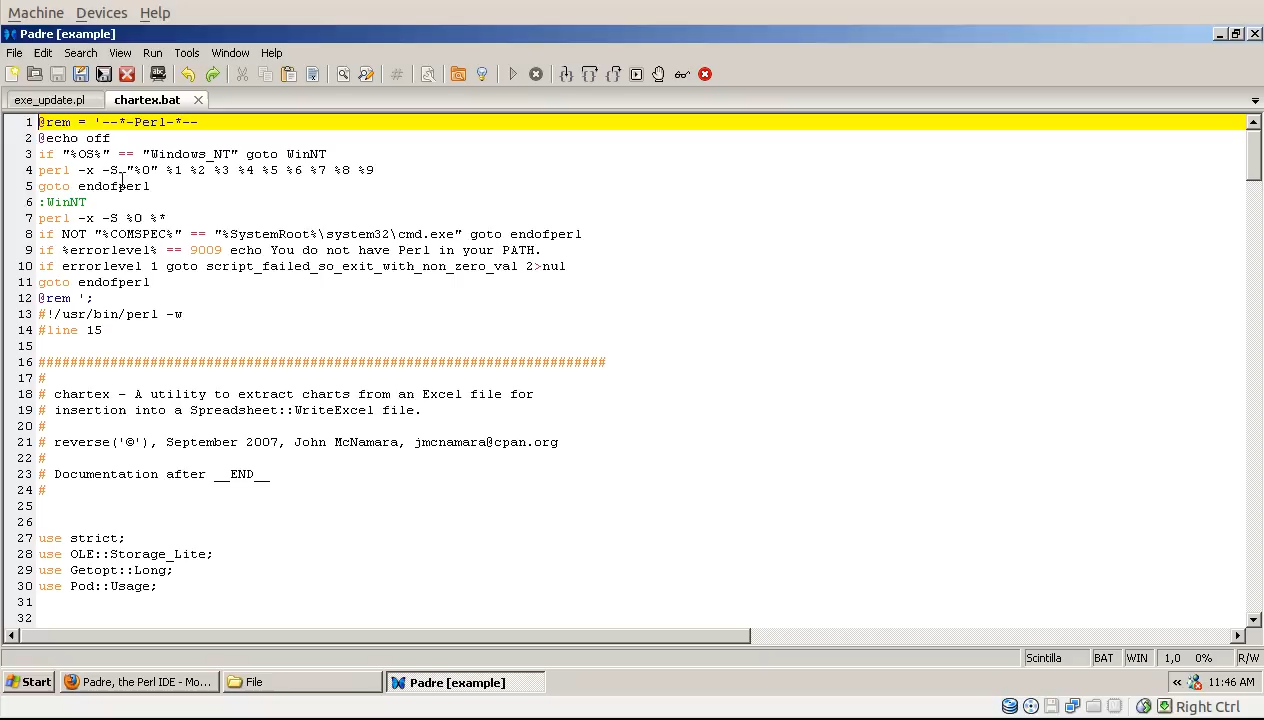 Machine Devices Help
Padre [example]
File Edit Search View Run Tools Window Help
exe_update.pl chartex.bat
1 @rem = '--*-Perl-*--
2 @echo off
3 if "%OS%" == "Windows_NT" goto WinNT
4 perl -x -S "%0" %1 %2 %3 %4 %5 %6 %7 %8 %9
5 goto endofperl
6 :WinNT
7 perl -x -S %0 %*
8 if NOT "%COMSPEC%" == "%SystemRoot%\system32\cmd.exe" goto endofperl
9 if %errorlevel% == 9009 echo You do not have Perl in your PATH.
10 if errorlevel 1 goto script_failed_so_exit_with_non_zero_val 2>nul
11 goto endofperl
12 @rem ';
13 #!/usr/bin/perl -w
14 #line 15
15
16 #######################################################################
17 #
18 # chartex - A utility to extract charts from an Excel file for
19 # insertion into a Spreadsheet::WriteExcel file.
20 #
21 # reverse('©'), September 2007, John McNamara, jmcnamara@cpan.org
22 #
23 # Documentation after __END__
24 #
25
26
27 use strict;
28 use OLE::Storage_Lite;
29 use Getopt::Long;
30 use Pod::Usage;
31
32
Scintilla BAT WIN 1,0 0% R/W
Start Padre, the Perl IDE - Mo... File Padre [example] « 11:46 AM
Right Ctrl